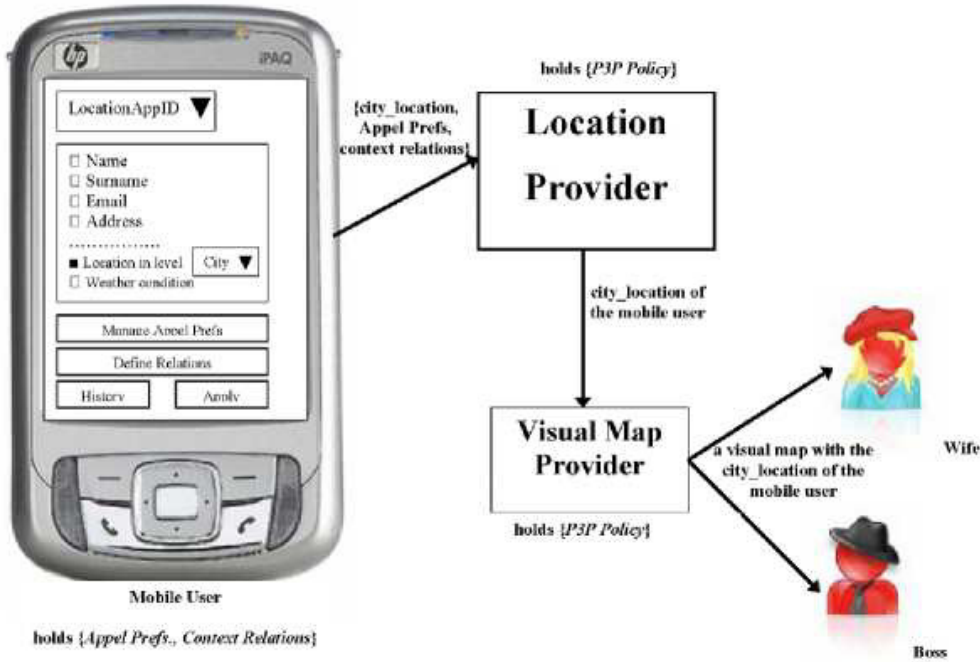 hp
iPAQ
LocationAppID
Name
Surname
Email
Address
................
Location in level
City
Weather condition
Manage Appel Prefs
Define Relations
History
Apply
Mobile User
holds {Appel Prefs., Context Relations}
{city_location,
Appel Prefs,
context relations}
holds {P3P Policy}
Location
Provider
city_location of
the mobile user
Visual Map
Provider
holds {P3P Policy}
a visual map with the
city_location of the
mobile user
Wife
Boss